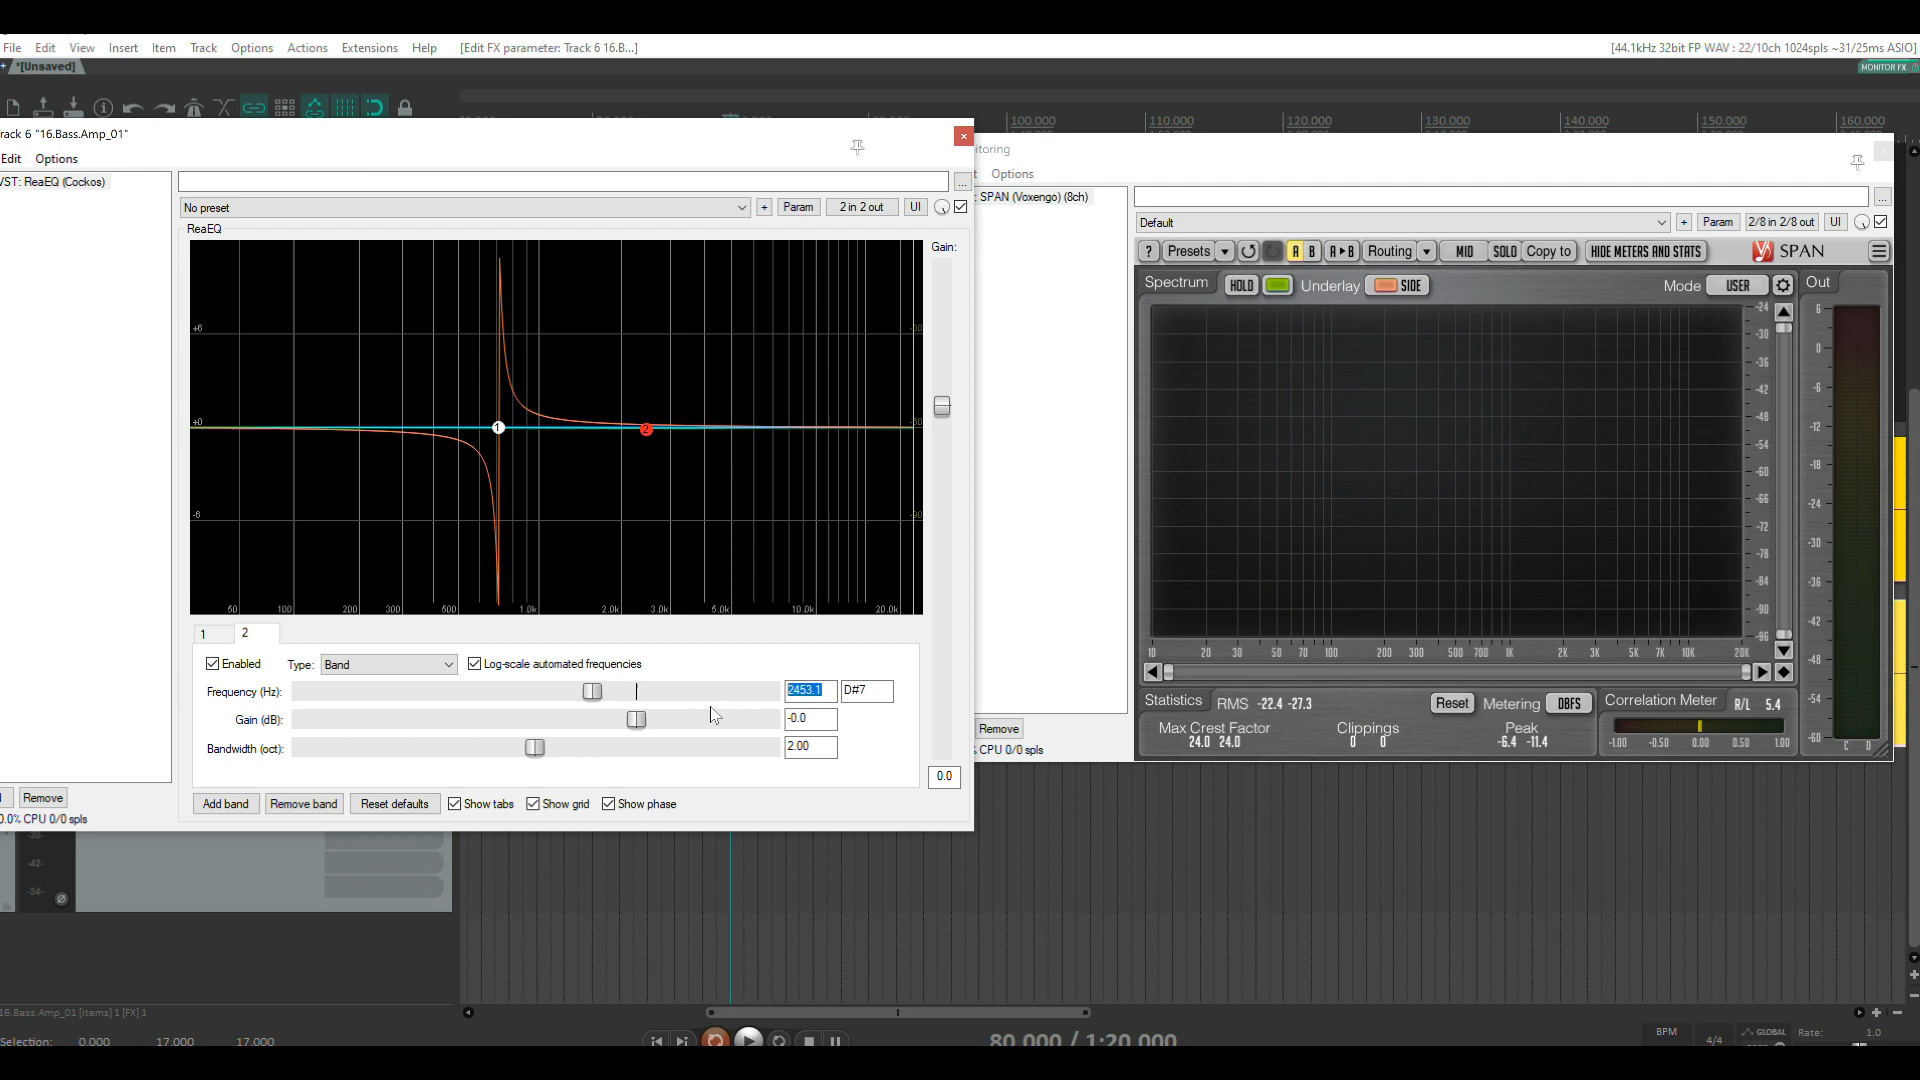 File Edit View Insert Item Track Options Actions Extensions Help [Edit FX parameter: Track 6 16.B...] [44.1kHz 32bit FP WAV : 22/10ch 1024spls ~31/25ms ASIO]
+ *[Unsaved] MONITOR FX
100.000 110.000 120.000 130.000 140.000 150.000 160.000
rack 6 "16.Bass.Amp_01"
Edit Options
VST: ReaEQ (Cockos)
...
No preset + Param 2 in 2 out UI
ReaEQ
Gain:
+6 -30
+0
1 2
-6 -90
50 100 200 300 500 1.0k 2.0k 3.0k 5.0k 10.0k 20.0k
1 2
Enabled Type: Band Log-scale automated frequencies
Frequency (Hz): 2453.1 D#7
Gain (dB): -0.0
Bandwidth (oct): 2.00
0.0
Add band Remove band Reset defaults Show tabs Show grid Show phase
Remove
0.0% CPU 0/0 spls
itoring
t Options
: SPAN (Voxengo) (8ch)
...
Default + Param 2/8 in 2/8 out UI
? Presets A B A▸B Routing MID SOLO Copy to HIDE METERS AND STATS SPAN
Spectrum HOLD Underlay SIDE Mode USER Out
-24
-30
-36
-42
-48
-54
-60
-66
-72
-78
-84
-90
-96
6
0
-6
-12
-18
-24
-30
-36
-42
-48
-54
-60
C D
10 20 30 50 70 100 200 300 500 700 1K 2K 3K 5K 7K 10K 20K
Statistics RMS -22.4 -27.3 Reset Metering DBFS Correlation Meter R/L 5.4
Max Crest Factor Clippings Peak
24.0 24.0 0 0 -6.4 -11.4
-1.00 -0.50 0.00 0.50 1.00
Remove
CPU 0/0 spls
-42-
-54-
16.Bass.Amp_01 [items] 1 [FX] 1
Selection: 0.000 17.000 17.000
80.000 / 1:20.000
BPM 4/4 GLOBAL Rate: 1.0